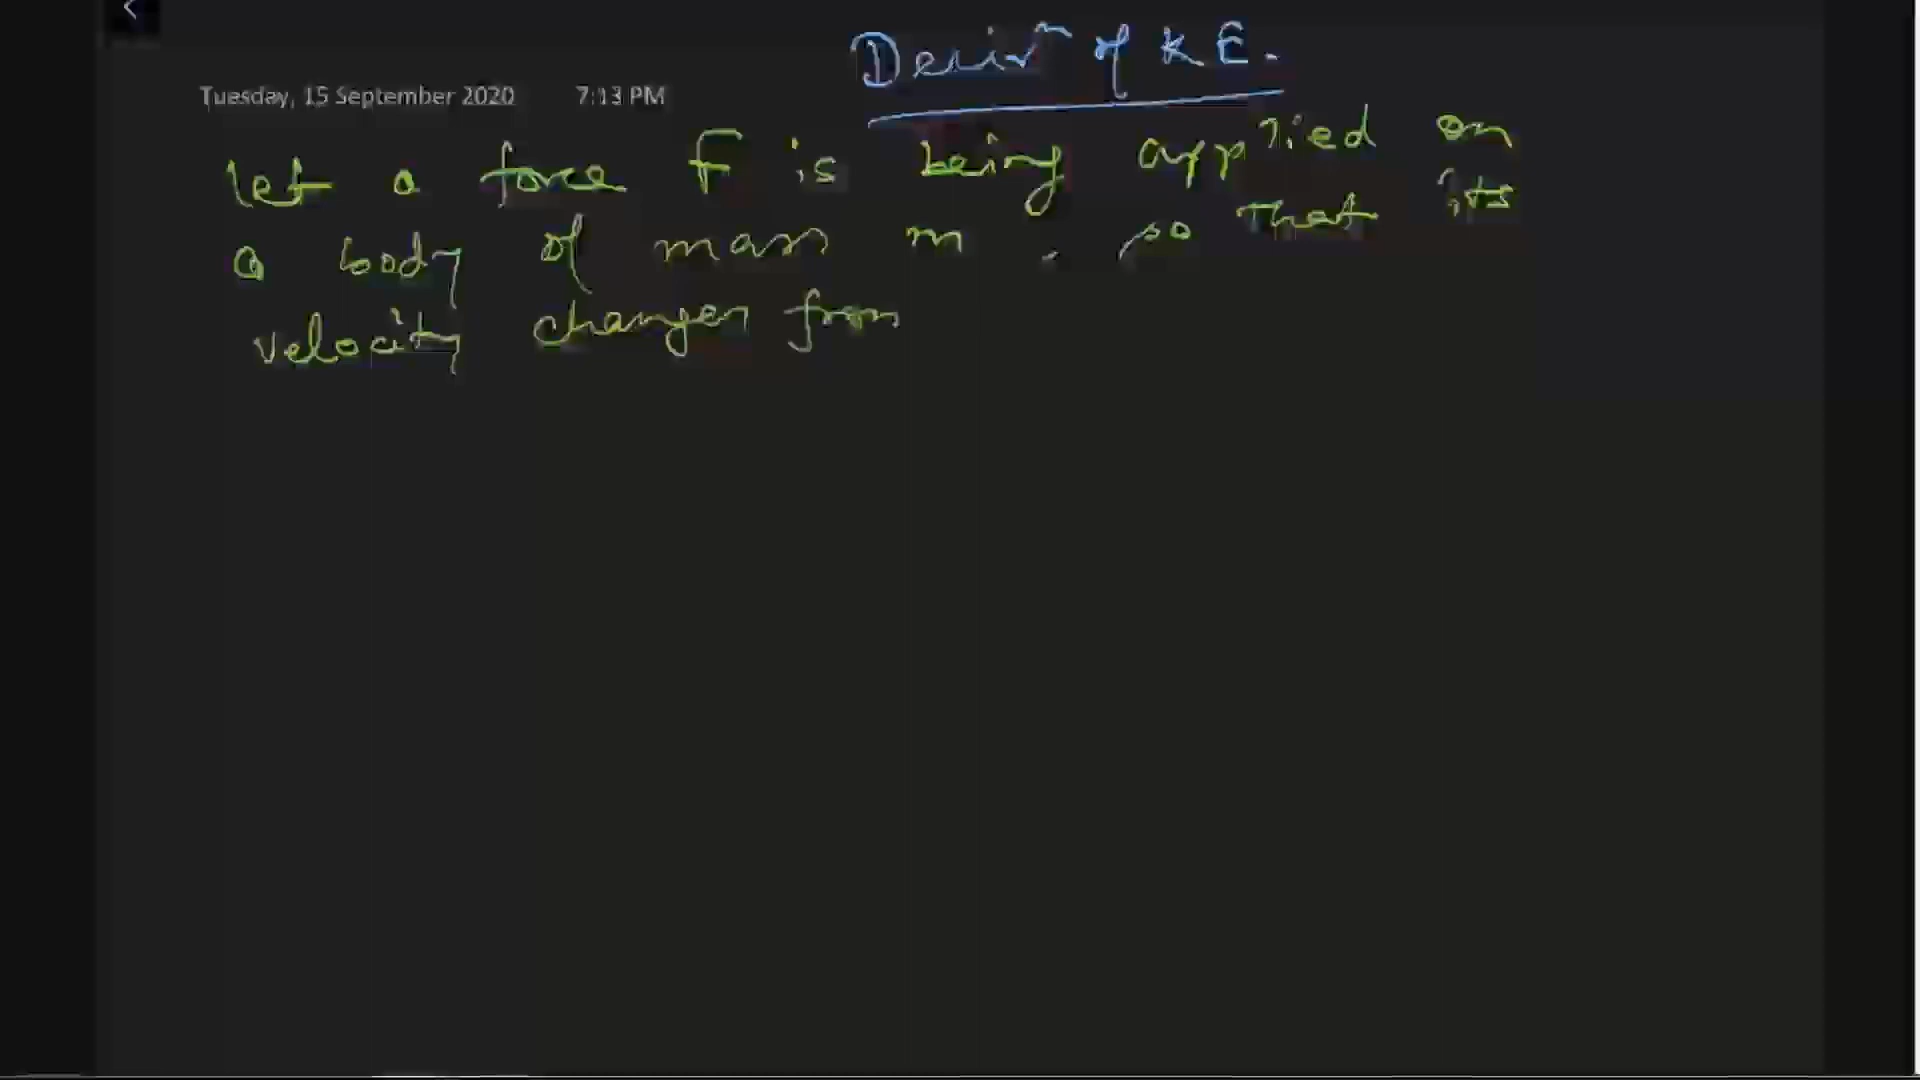 Derivⁿ of K E.
Tuesday, 15 September 2020 7:13 PM
let a force F is being applied on
a body of mass m, so that its
velocity changes from